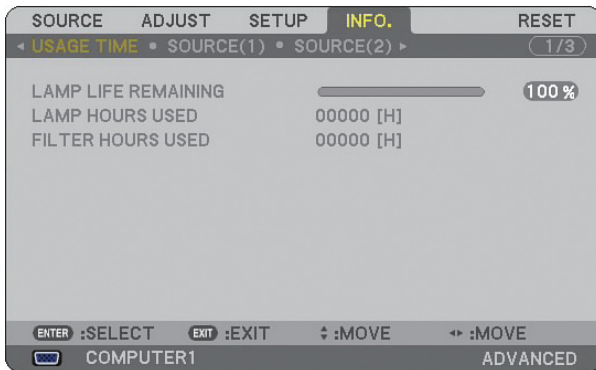 SOURCE ADJUST SETUP INFO. RESET
USAGE TIME • SOURCE(1) • SOURCE(2) 1/3
LAMP LIFE REMAINING 100 %
LAMP HOURS USED 00000 [H]
FILTER HOURS USED 00000 [H]
ENTER :SELECT EXIT :EXIT :MOVE :MOVE
COMPUTER1 ADVANCED